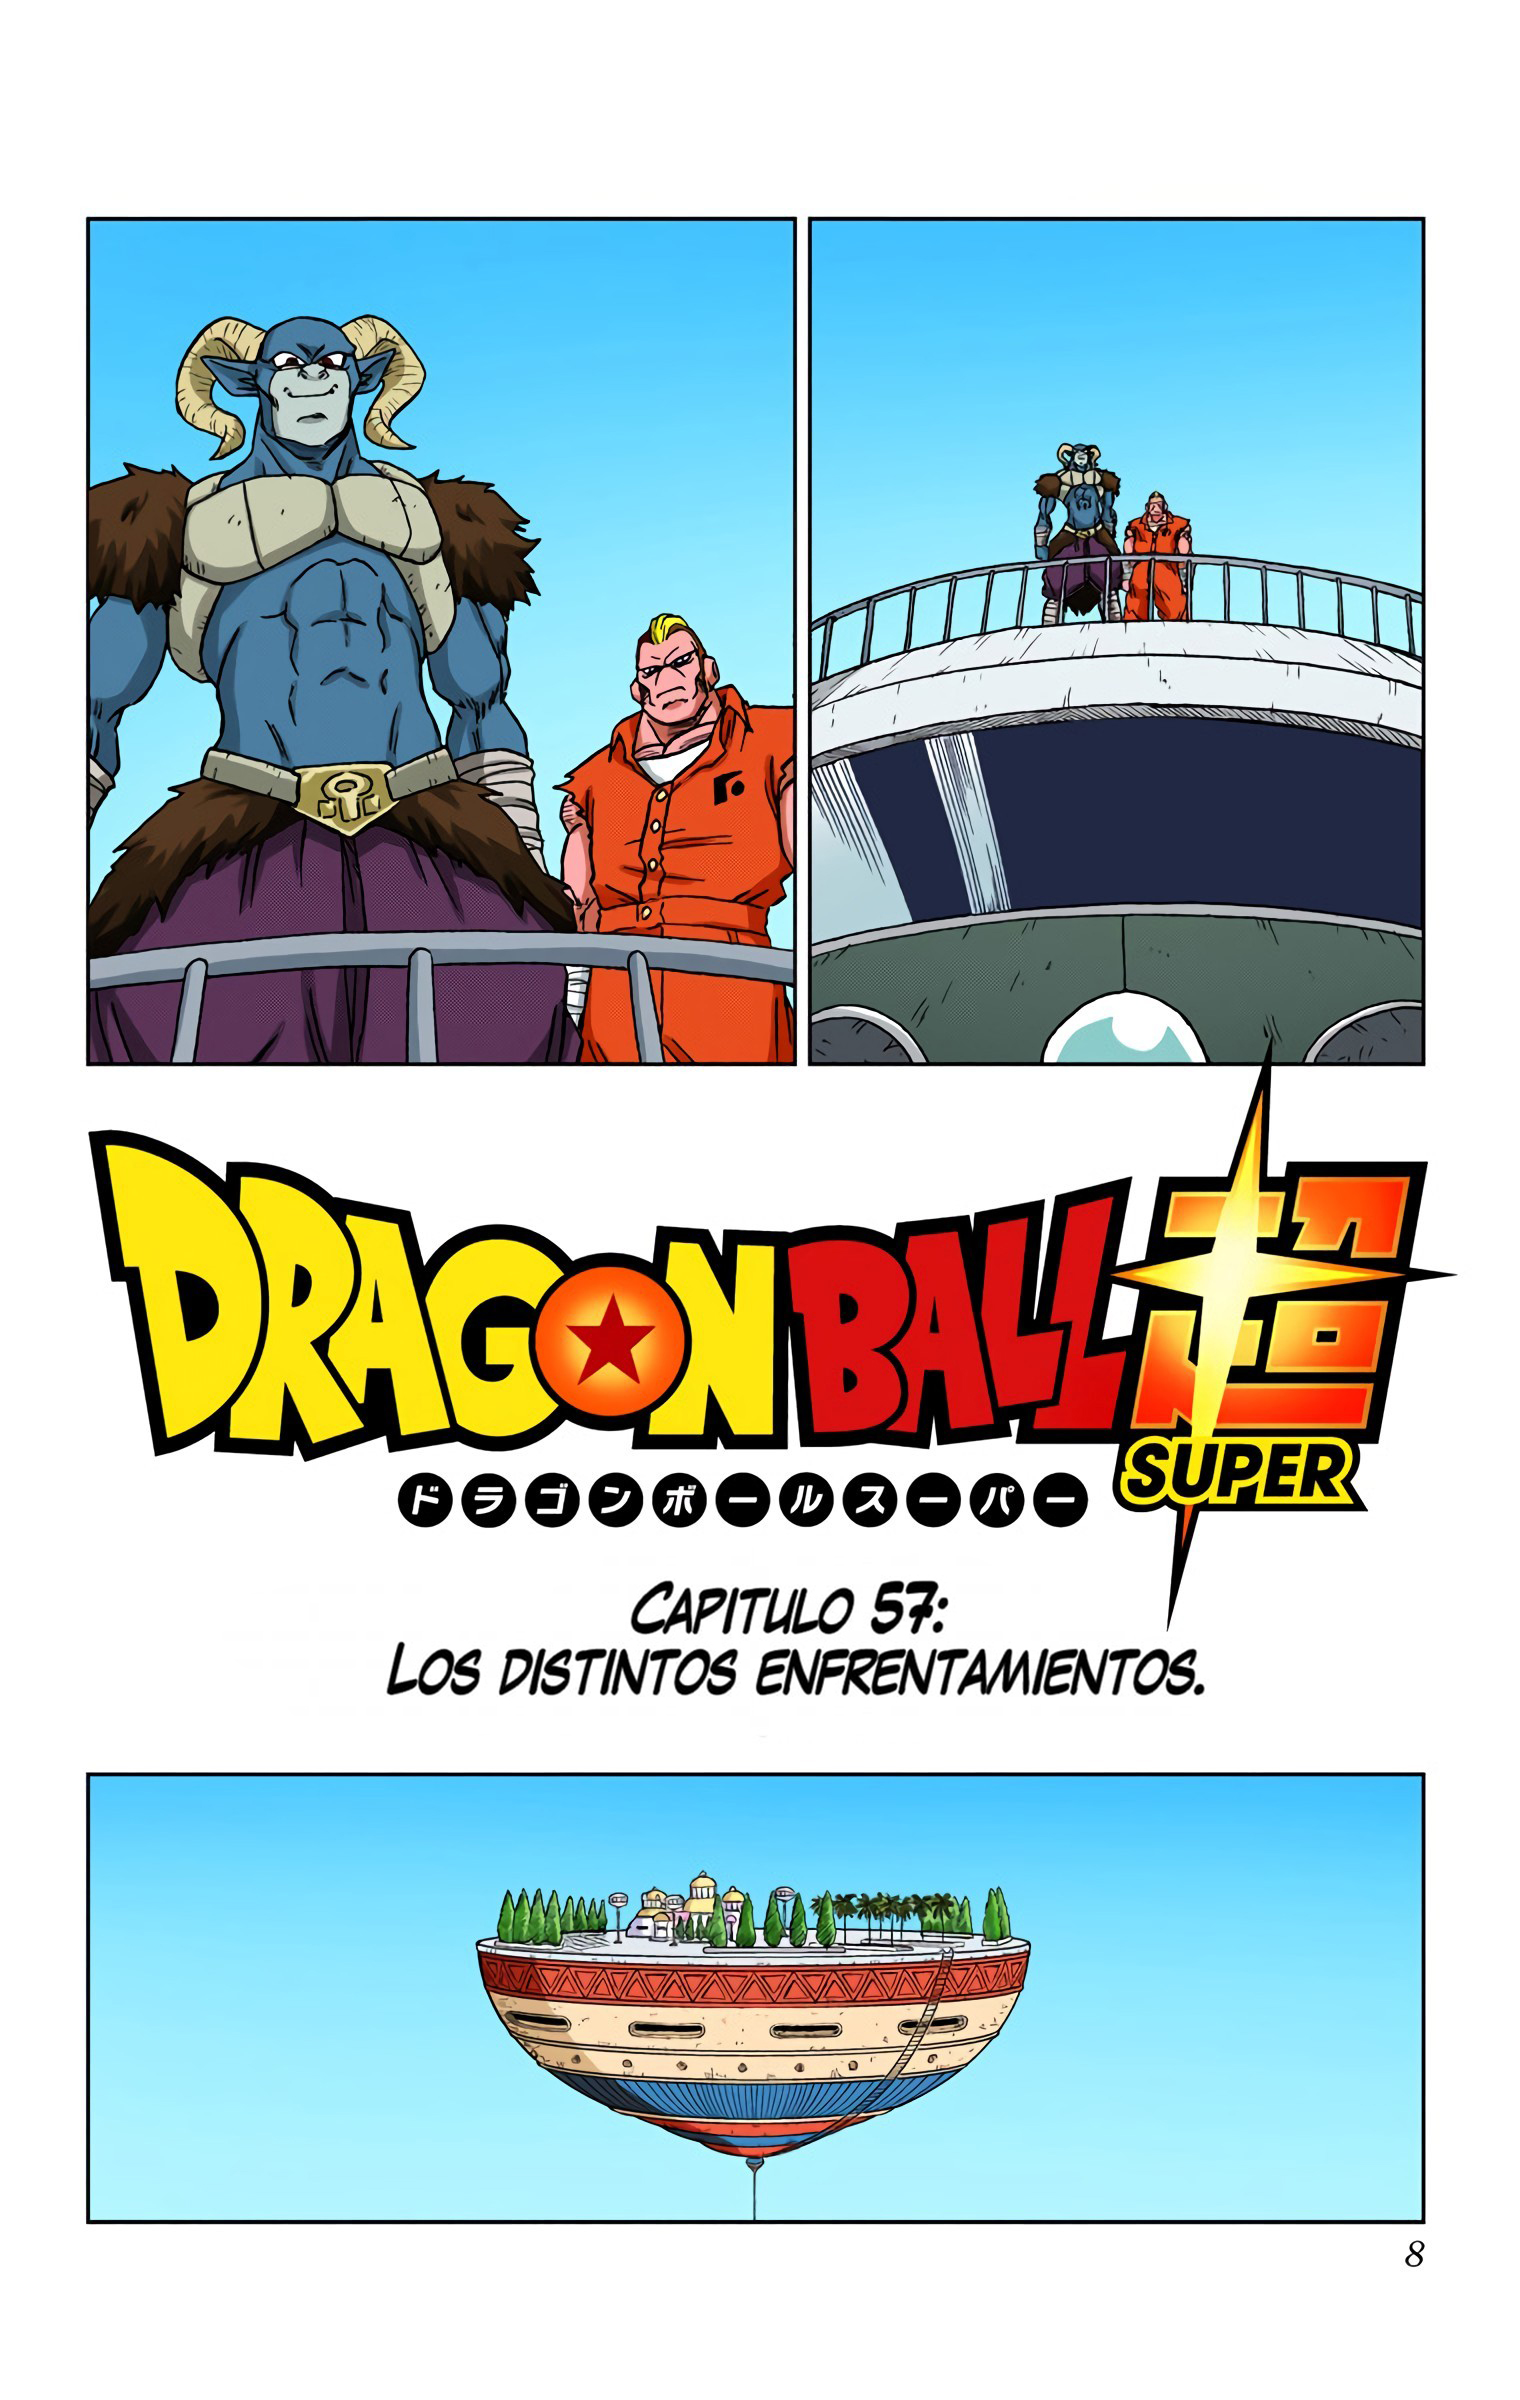 DRAGON BALL 超
SUPER
ドラゴンボールスーパー
CAPITULO 57:
LOS DISTINTOS ENFRENTAMIENTOS.
8